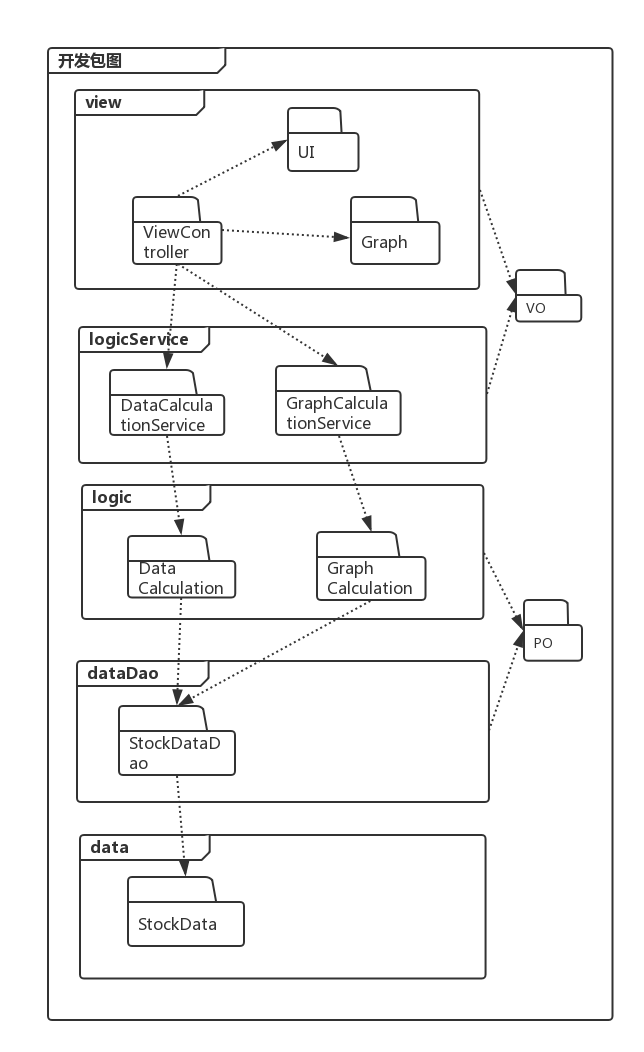 开发包图
view
UI
ViewCon
troller
Graph
VO
logicService
DataCalcula
tionService
GraphCalcula
tionService
logic
Data
Calculation
Graph
Calculation
PO
dataDao
StockDataD
ao
data
StockData